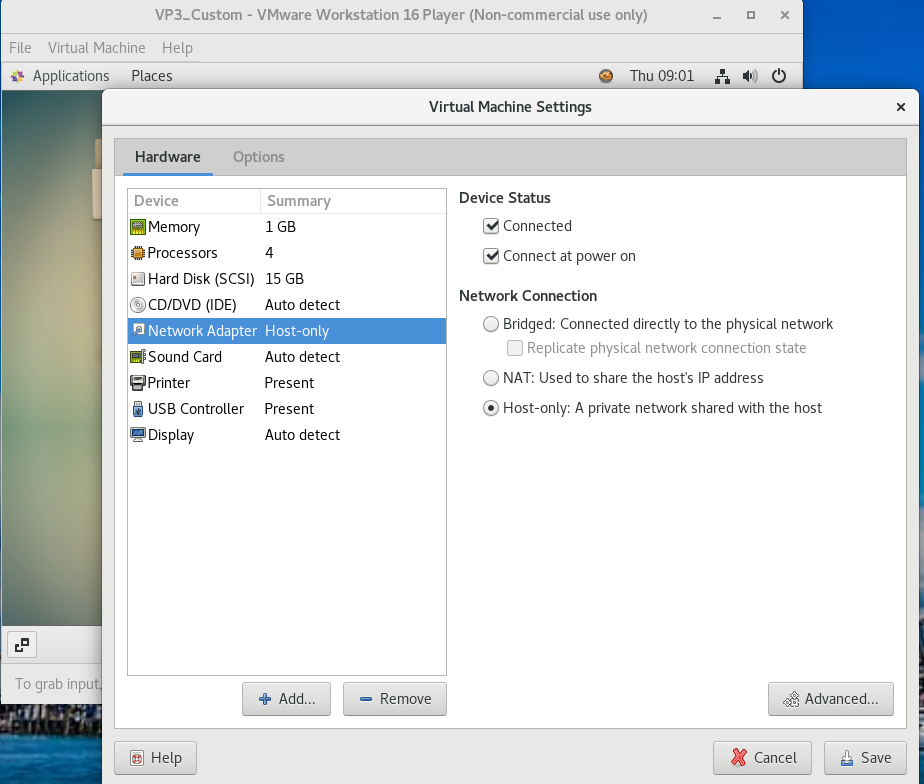 VP3_Custom - VMware Workstation 16 Player (Non-commercial use only)
File Virtual Machine Help
Applications Places Thu 09:01
Virtual Machine Settings
Hardware Options
Device Summary
Memory 1 GB
Processors 4
Hard Disk (SCSI) 15 GB
CD/DVD (IDE) Auto detect
Network Adapter Host-only
Sound Card Auto detect
Printer Present
USB Controller Present
Display Auto detect
Device Status
Connected
Connect at power on
Network Connection
Bridged: Connected directly to the physical network
Replicate physical network connection state
NAT: Used to share the host's IP address
Host-only: A private network shared with the host
To grab input,
Add... Remove Advanced...
Help Cancel Save